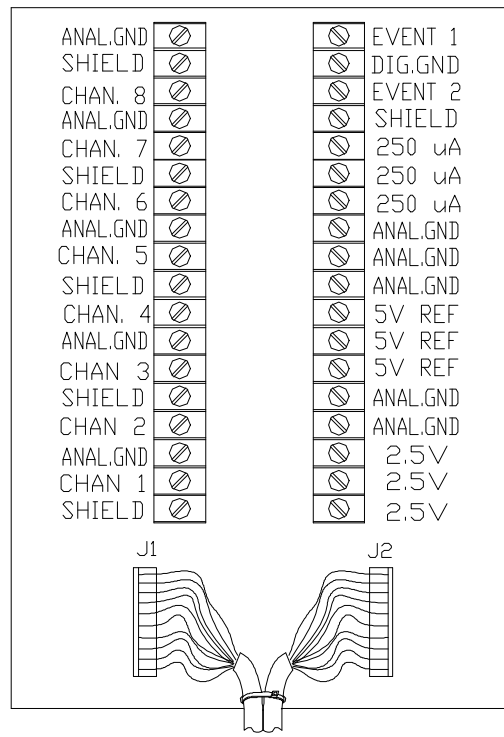 ANAL.GND
SHIELD
CHAN. 8
ANAL.GND
CHAN. 7
SHIELD
CHAN. 6
ANAL.GND
CHAN. 5
SHIELD
CHAN. 4
ANAL.GND
CHAN 3
SHIELD
CHAN 2
ANAL.GND
CHAN 1
SHIELD
EVENT 1
DIG.GND
EVENT 2
SHIELD
250 uA
250 uA
250 uA
ANAL.GND
ANAL.GND
ANAL.GND
5V REF
5V REF
5V REF
ANAL.GND
ANAL.GND
2.5V
2.5V
2.5V
J1
J2